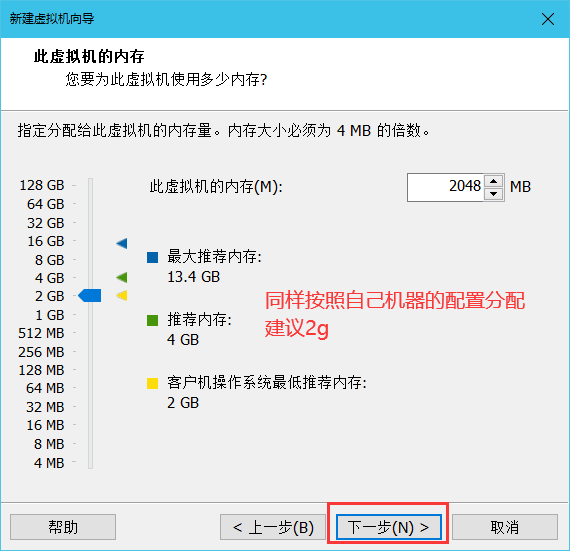 新建虚拟机向导
此虚拟机的内存
您要为此虚拟机使用多少内存?
指定分配给此虚拟机的内存量。内存大小必须为 4 MB 的倍数。
128 GB
64 GB
32 GB
16 GB
8 GB
4 GB
2 GB
1 GB
512 MB
256 MB
128 MB
64 MB
32 MB
16 MB
8 MB
4 MB
此虚拟机的内存(M): 2048 MB
最大推荐内存:
13.4 GB
推荐内存:
4 GB
客户机操作系统最低推荐内存:
2 GB
同样按照自己机器的配置分配
建议2g
帮助 < 上一步(B) 下一步(N) > 取消